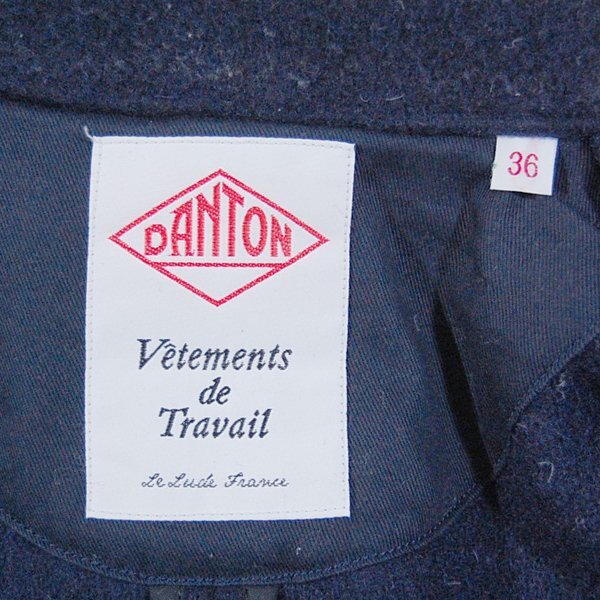 DANTON
Vêtements
de
Travail
Le Lude France
36